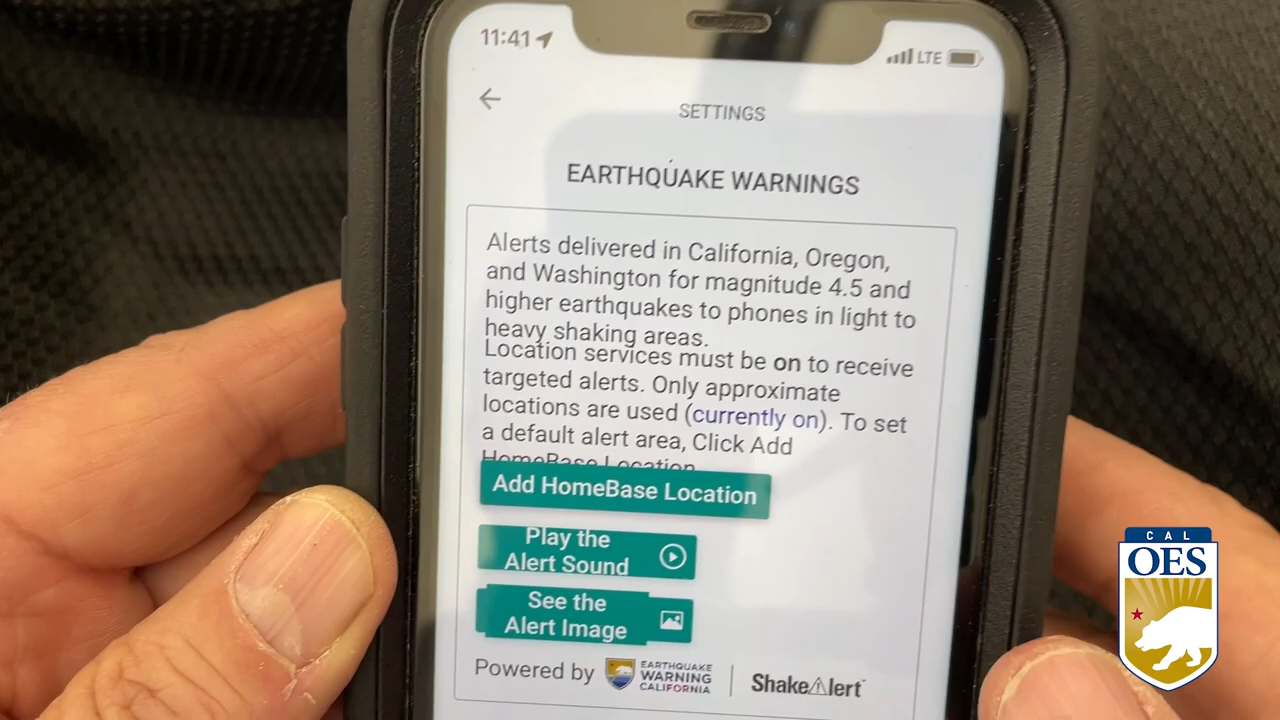 11:41
LTE
SETTINGS
EARTHQUAKE WARNINGS
Alerts delivered in California, Oregon,
and Washington for magnitude 4.5 and
higher earthquakes to phones in light to
heavy shaking areas.
Location services must be on to receive
targeted alerts. Only approximate
locations are used (currently on). To set
a default alert area, Click Add
HomeBase Location
Add HomeBase Location
Play the
Alert Sound
See the
Alert Image
Powered by
EARTHQUAKE
WARNING
CALIFORNIA
ShakeAlert
CAL
OES